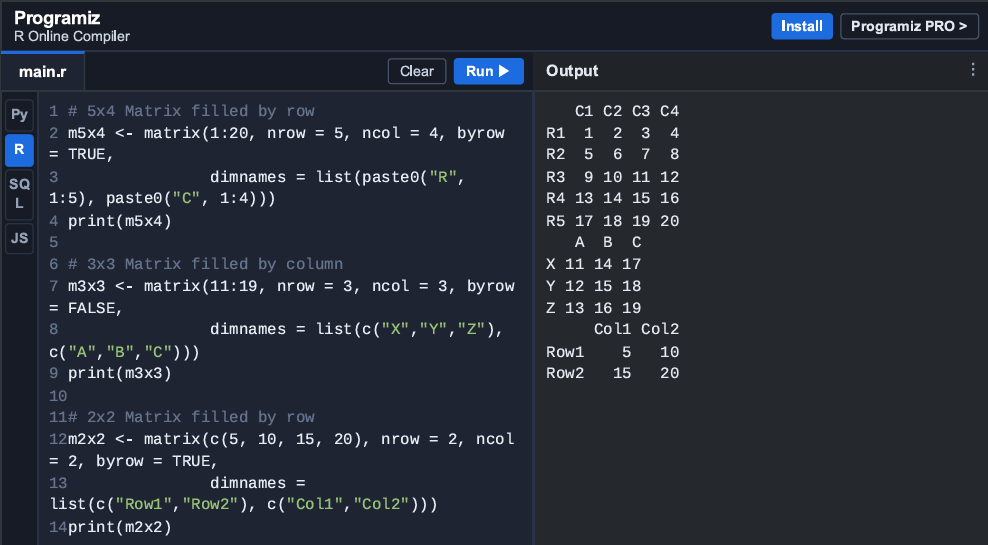 Programiz
R Online Compiler
Install
Programiz PRO >
main.r
Clear
Run
Output
Py
R
SQ
L
JS
1 # 5x4 Matrix filled by row
2 m5x4 <- matrix(1:20, nrow = 5, ncol = 4, byrow
= TRUE,
3                 dimnames = list(paste0("R",
1:5), paste0("C", 1:4)))
4 print(m5x4)
5
6 # 3x3 Matrix filled by column
7 m3x3 <- matrix(11:19, nrow = 3, ncol = 3, byrow
= FALSE,
8                 dimnames = list(c("X","Y","Z"),
c("A","B","C")))
9 print(m3x3)
10
11# 2x2 Matrix filled by row
12m2x2 <- matrix(c(5, 10, 15, 20), nrow = 2, ncol
= 2, byrow = TRUE,
13               dimnames =
list(c("Row1","Row2"), c("Col1","Col2")))
14print(m2x2)
   C1 C2 C3 C4
R1  1  2  3  4
R2  5  6  7  8
R3  9 10 11 12
R4 13 14 15 16
R5 17 18 19 20
   A  B  C
X 11 14 17
Y 12 15 18
Z 13 16 19
     Col1 Col2
Row1    5   10
Row2   15   20